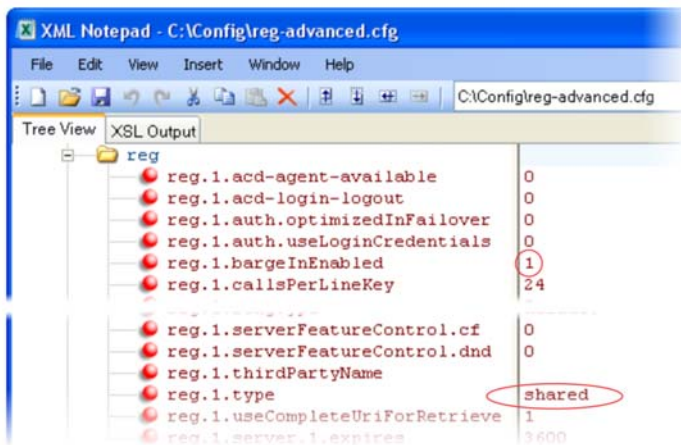 XML Notepad - C:\Config\reg-advanced.cfg
File Edit View Insert Window Help
C:\Config\reg-advanced.cfg
Tree View XSL Output
reg
reg.1.acd-agent-available 0
reg.1.acd-login-logout 0
reg.1.auth.optimizedInFailover 0
reg.1.auth.useLoginCredentials 0
reg.1.bargeInEnabled 1
reg.1.callsPerLineKey 24
reg.1.serverFeatureControl.cf 0
reg.1.serverFeatureControl.dnd 0
reg.1.thirdPartyName
reg.1.type shared
reg.1.useCompleteUriForRetrieve 1
reg.1.server.1.expires 3600